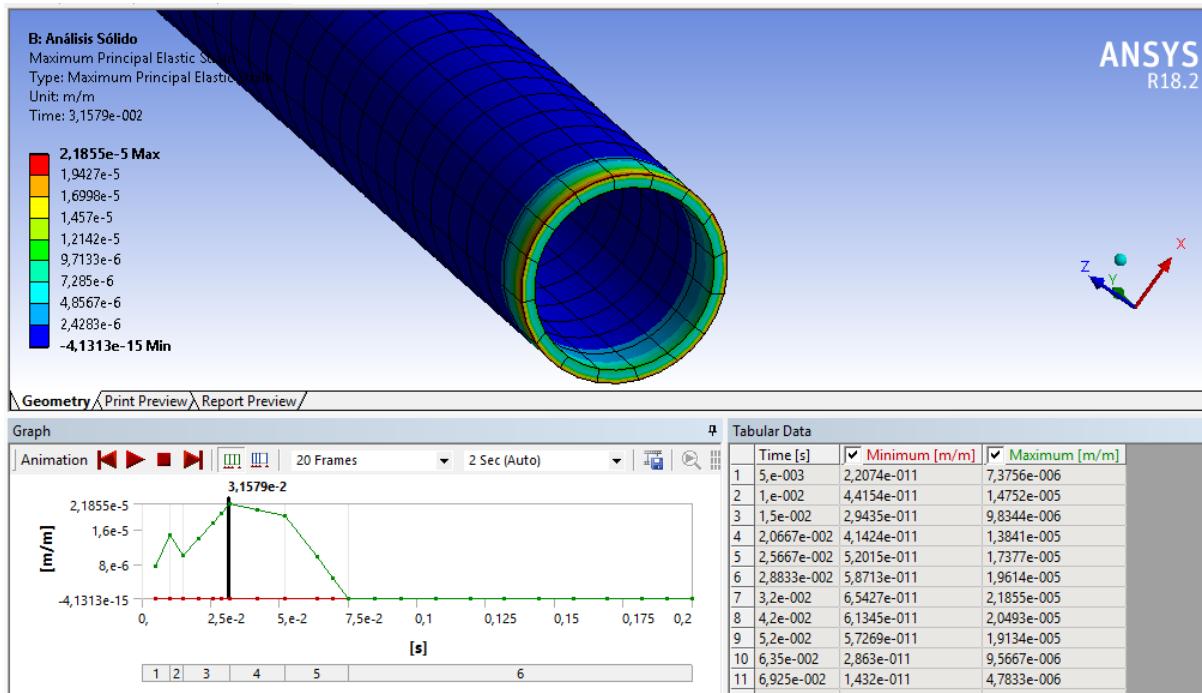 B: Análisis Sólido
Maximum Principal Elastic
Type: Maximum Principal Elastic
Unit: m/m
Time: 3,1579e-002
2,1855e-5 Max
1,9427e-5
1,6998e-5
1,457e-5
1,2142e-5
9,7133e-6
7,285e-6
4,8567e-6
2,4283e-6
-4,1313e-15 Min
ANSYS
R18.2
X
Z
Y
Geometry Print Preview Report Preview
Graph
Animation 20 Frames 2 Sec (Auto)
3,1579e-2
2,1855e-5
1,6e-5
8,e-6
-4,1313e-15
[m/m]
0, 2,5e-2 5,e-2 7,5e-2 0,1 0,125 0,15 0,175 0,2
[s]
1 2 3 4 5 6
Tabular Data
Time [s] Minimum [m/m] Maximum [m/m]
1 5,e-003 2,2074e-011 7,3756e-006
2 1,e-002 4,4154e-011 1,4752e-005
3 1,5e-002 2,9435e-011 9,8344e-006
4 2,0667e-002 4,1424e-011 1,3841e-005
5 2,5667e-002 5,2015e-011 1,7377e-005
6 2,8833e-002 5,8713e-011 1,9614e-005
7 3,2e-002 6,5427e-011 2,1855e-005
8 4,2e-002 6,1345e-011 2,0493e-005
9 5,2e-002 5,7269e-011 1,9134e-005
10 6,35e-002 2,863e-011 9,5667e-006
11 6,925e-002 1,432e-011 4,7833e-006